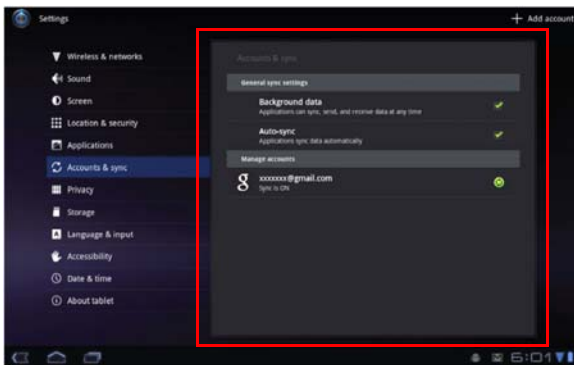 Settings
+ Add account
Wireless & networks
Sound
Screen
Location & security
Applications
Accounts & sync
Privacy
Storage
Language & input
Accessibility
Date & time
About tablet
Accounts & sync
General sync settings
Background data
Applications can sync, send, and receive data at any time
Auto-sync
Applications sync data automatically
Manage accounts
xxxxxxx@gmail.com
Sync is ON
6:01